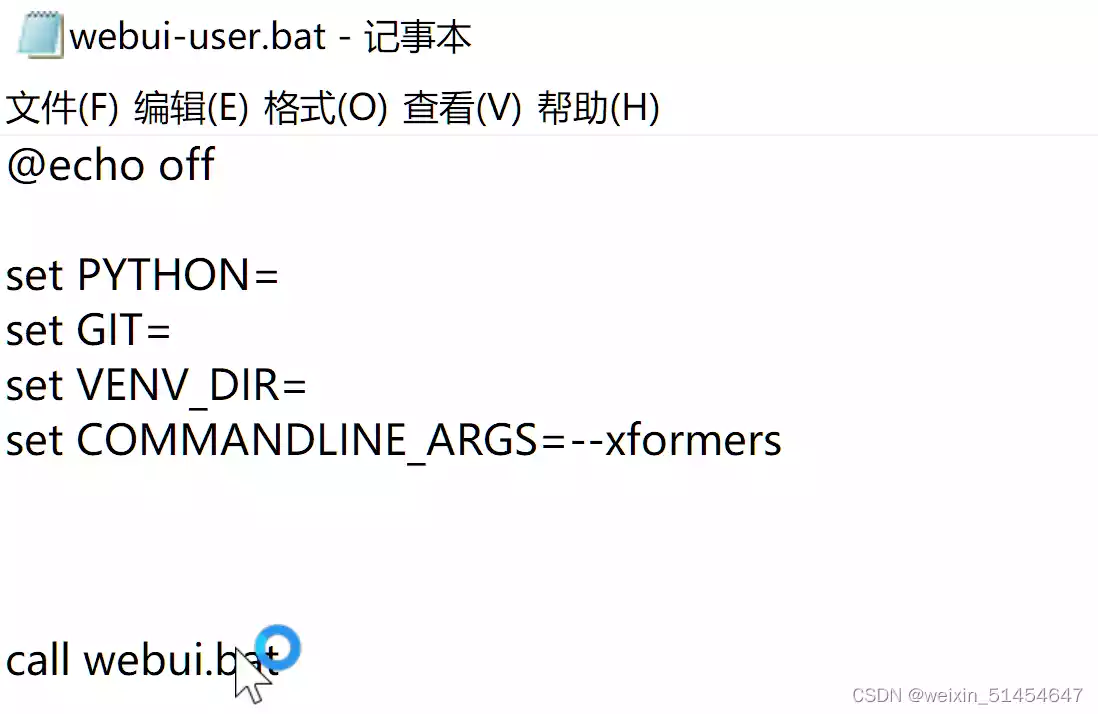 webui-user.bat - 记事本
文件(F) 编辑(E) 格式(O) 查看(V) 帮助(H)
@echo off
set PYTHON=
set GIT=
set VENV_DIR=
set COMMANDLINE_ARGS=--xformers
call webui.bat
CSDN @weixin_51454647